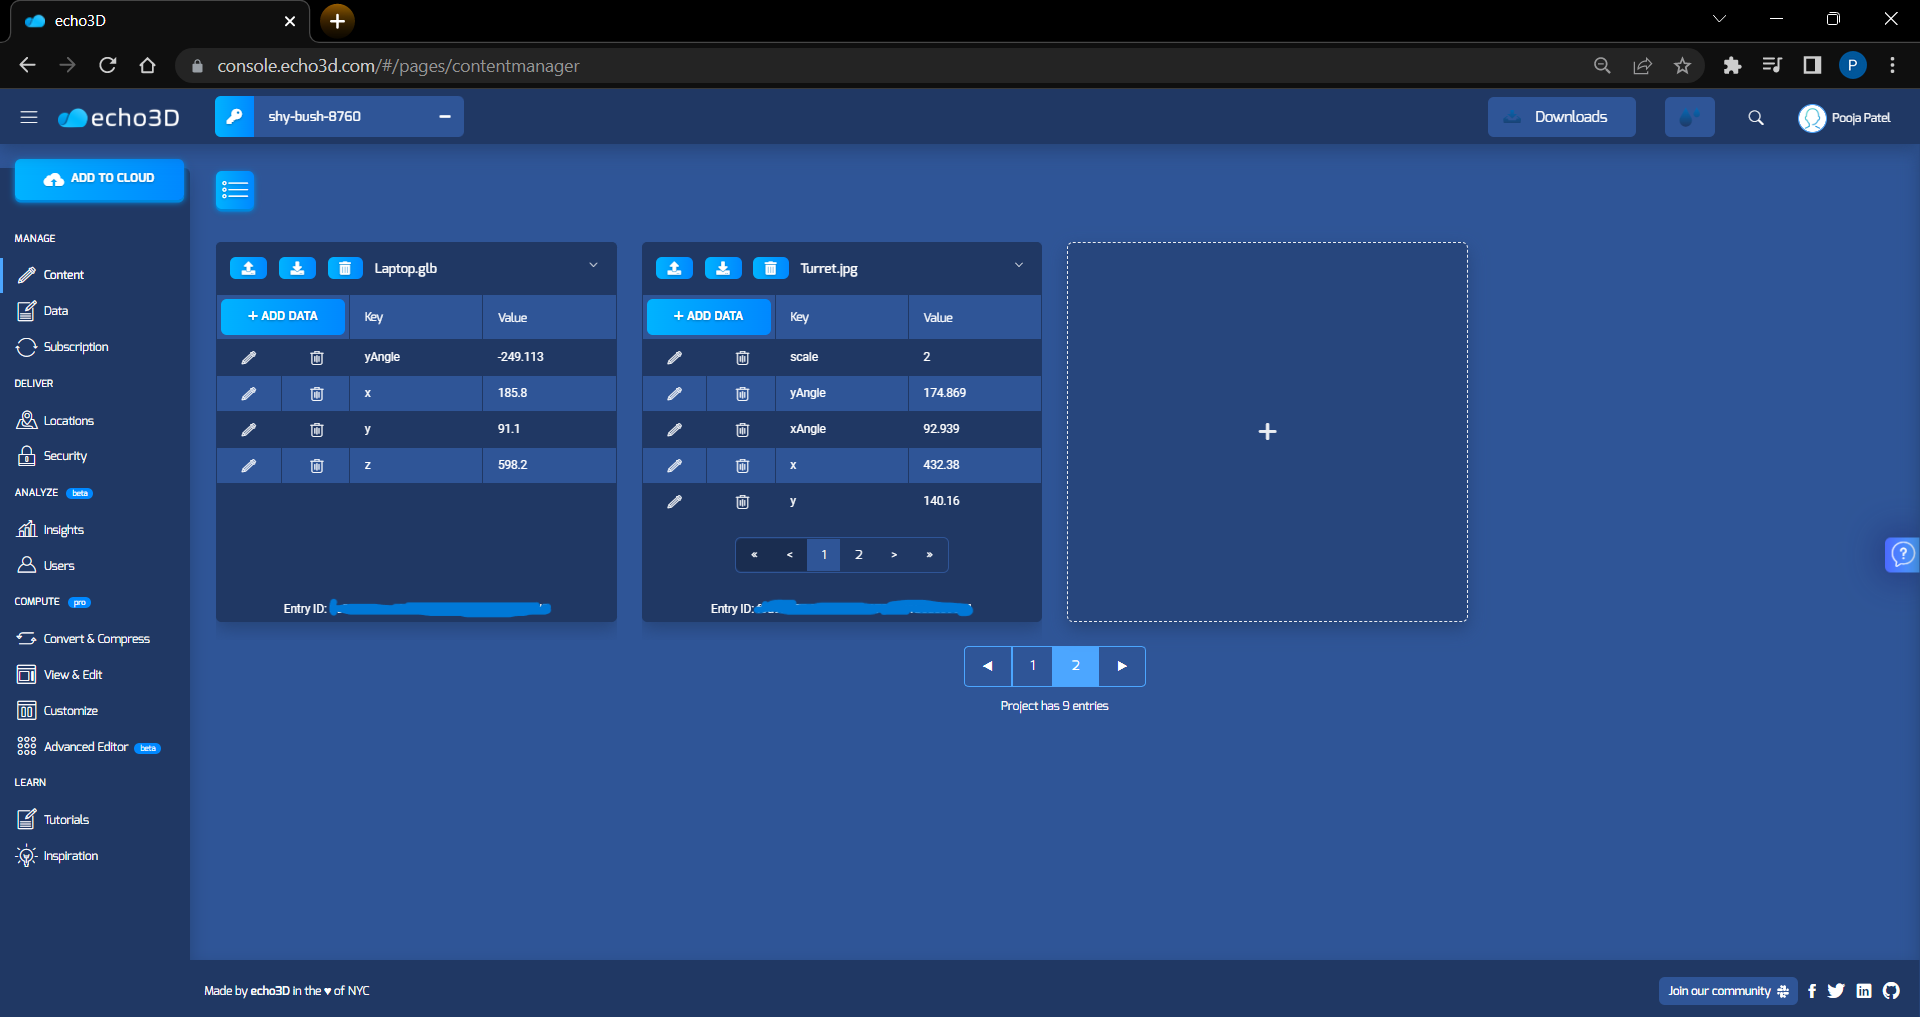 echo3D
console.echo3d.com/#/pages/contentmanager
P
echo3D
shy-bush-8760
Downloads
Pooja Patel
ADD TO CLOUD
MANAGE
Content
Data
Subscription
DELIVER
Locations
Security
ANALYZE beta
Insights
Users
COMPUTE pro
Convert & Compress
View & Edit
Customize
Advanced Editor beta
LEARN
Tutorials
Inspiration
Laptop.glb
+ ADD DATA Key Value
yAngle -249.113
x 185.8
y 91.1
z 598.2
Entry ID:
Turret.jpg
+ ADD DATA Key Value
scale 2
yAngle 174.869
xAngle 92.939
x 432.38
y 140.16
« < 1 2 > »
Entry ID:
+
◀ 1 2 ▶
Project has 9 entries
?
Made by echo3D in the ♥ of NYC
Join our community